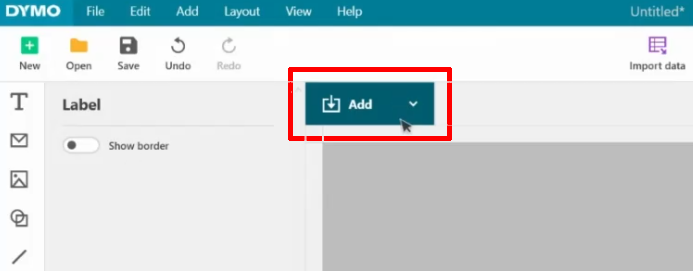 DYMO File Edit Add Layout View Help Untitled*
New Open Save Undo Redo Import data
T Label Add
Show border